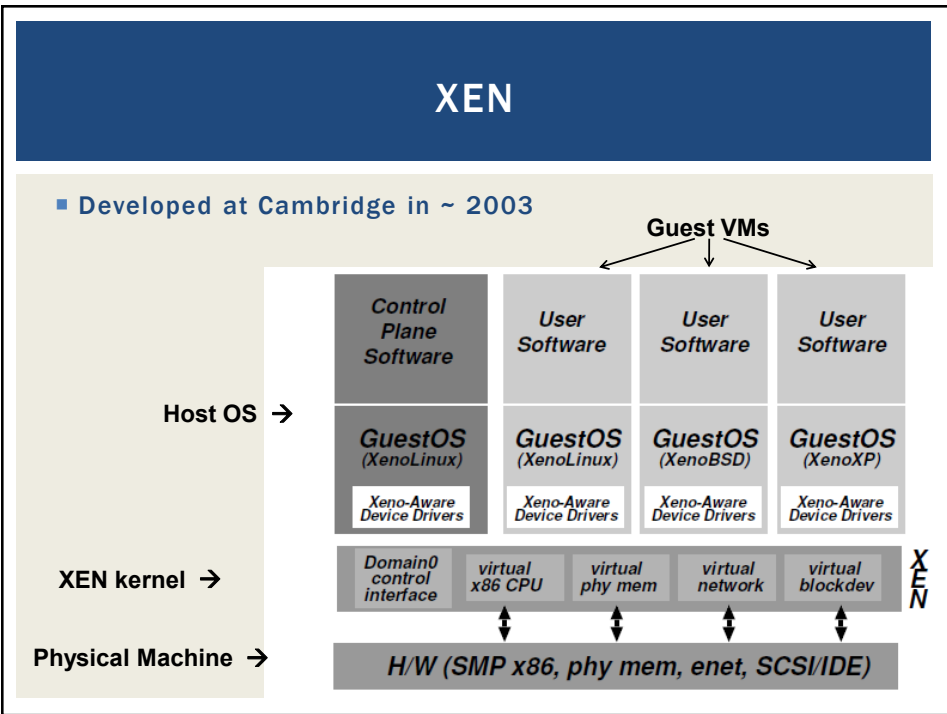 XEN
■ Developed at Cambridge in ~ 2003
Guest VMs
Control
Plane
Software
User
Software
User
Software
User
Software
Host OS →
GuestOS
(XenoLinux)
GuestOS
(XenoLinux)
GuestOS
(XenoBSD)
GuestOS
(XenoXP)
Xeno-Aware
Device Drivers
Xeno-Aware
Device Drivers
Xeno-Aware
Device Drivers
Xeno-Aware
Device Drivers
XEN kernel →
Domain0
control
interface
virtual
x86 CPU
virtual
phy mem
virtual
network
virtual
blockdev
XEN
Physical Machine →
H/W (SMP x86, phy mem, enet, SCSI/IDE)